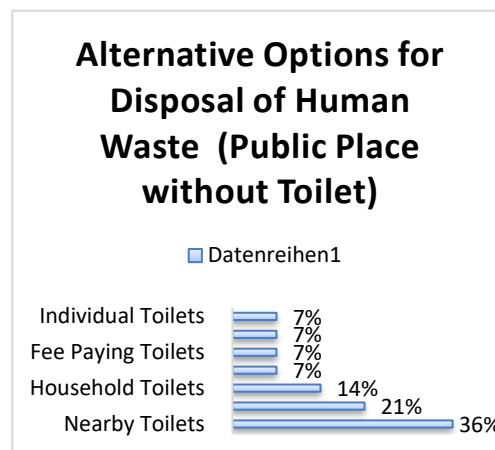 Alternative Options for
Disposal of Human
Waste (Public Place
without Toilet)
Datenreihen1
Individual Toilets 7%
7%
Fee Paying Toilets 7%
7%
Household Toilets 14%
21%
Nearby Toilets 36%